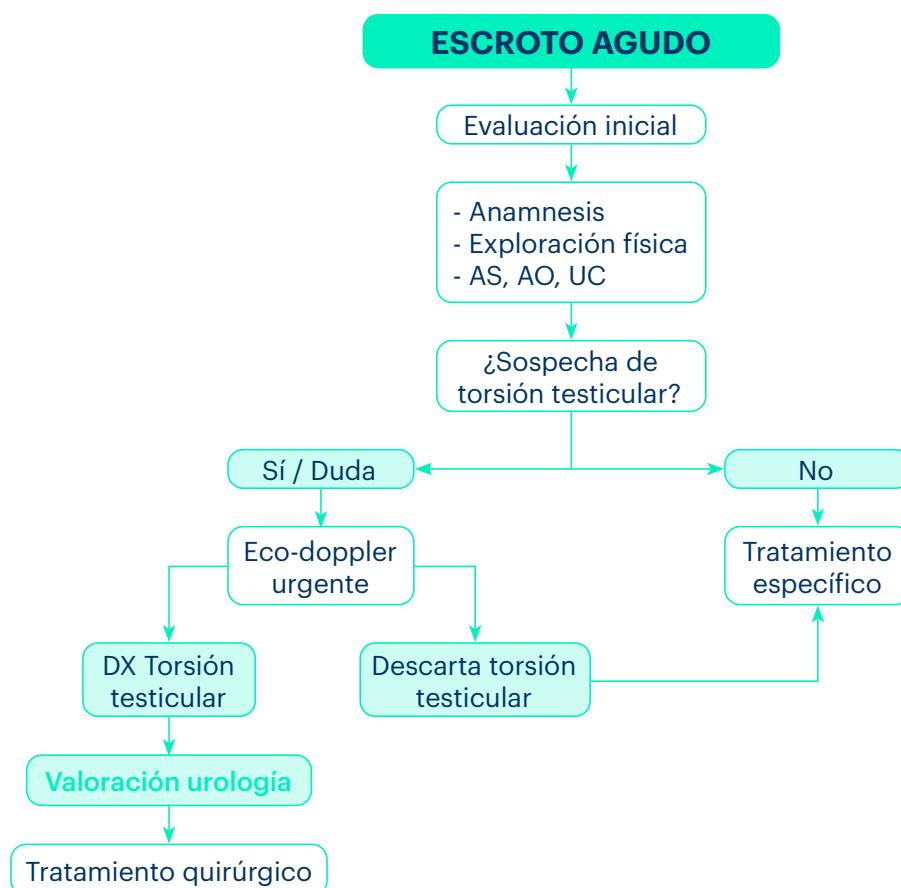 ESCROTO AGUDO
Evaluación inicial
- Anamnesis
- Exploración física
- AS, AO, UC
¿Sospecha de
torsión testicular?
Sí / Duda
No
Eco-doppler
urgente
Tratamiento
específico
DX Torsión
testicular
Descarta torsión
testicular
Valoración urología
Tratamiento quirúrgico